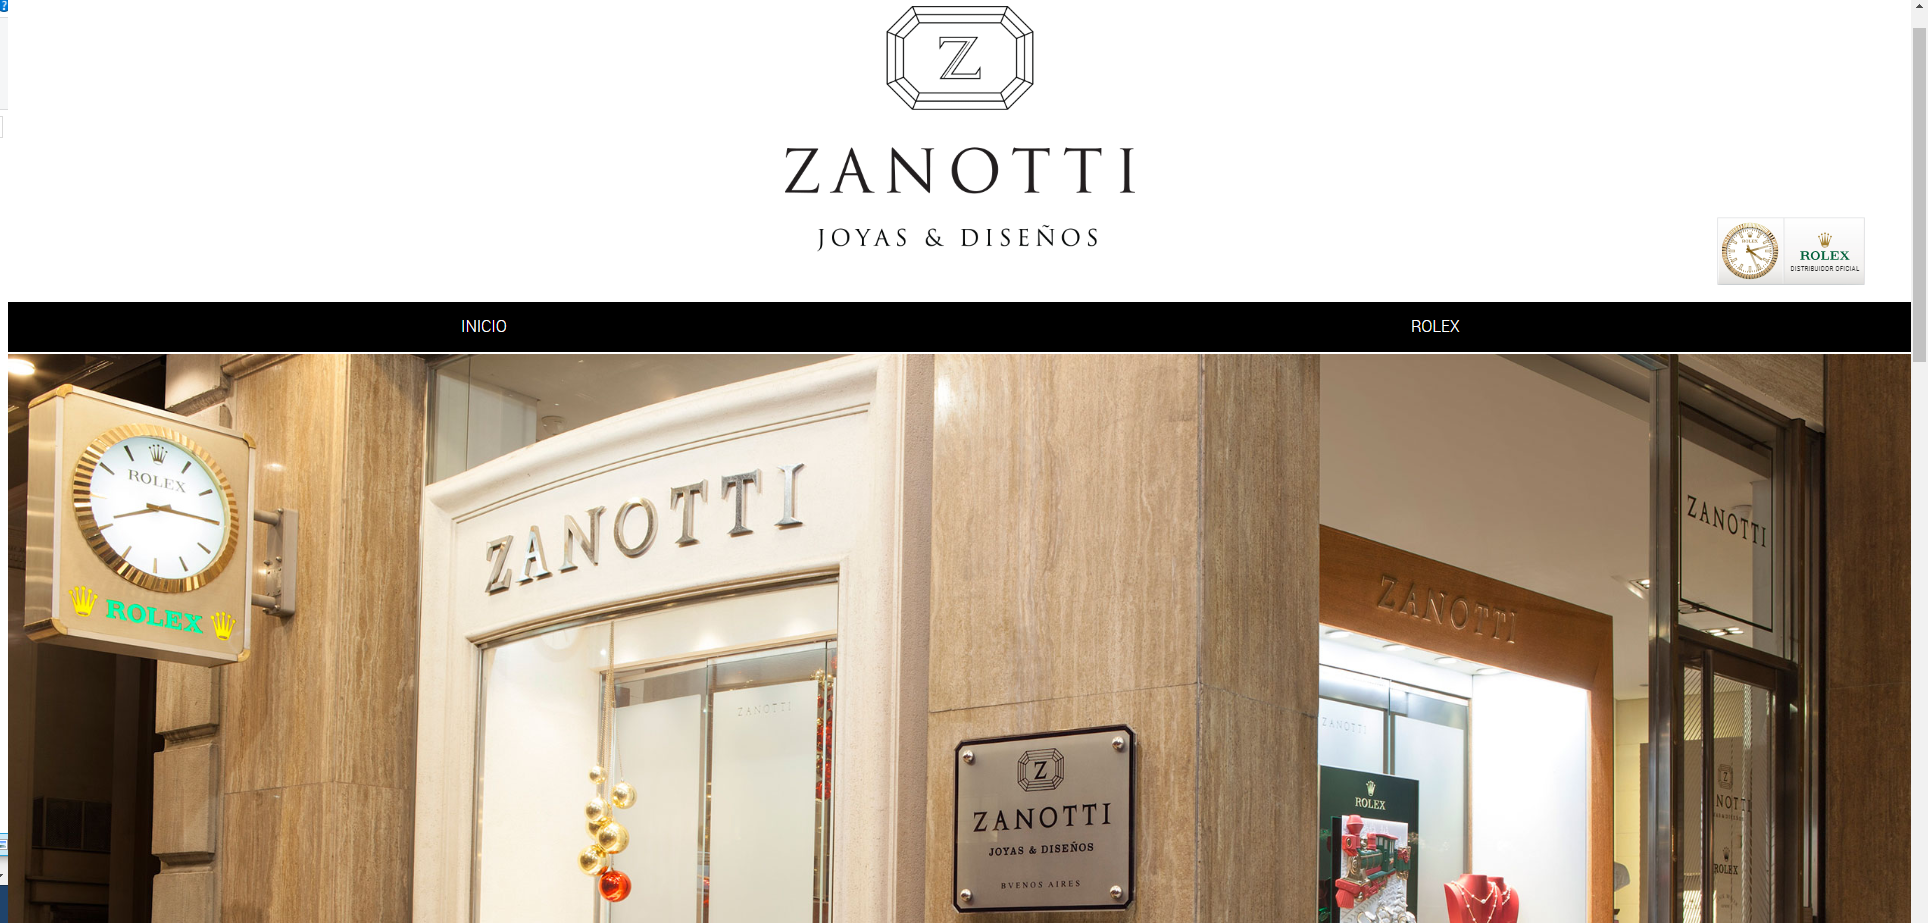 Z
ZANOTTI
JOYAS & DISEÑOS
ROLEX
ROLEX
DISTRIBUIDOR OFICIAL
INICIO
ROLEX
ROLEX
ROLEX
ZANOTTI
ZANOTTI
ZANOTTI
ZANOTTI
ZANOTTI
Z
ZANOTTI
JOYAS & DISEÑOS
BVENOS AIRES
ROLEX
Z
ROLEX